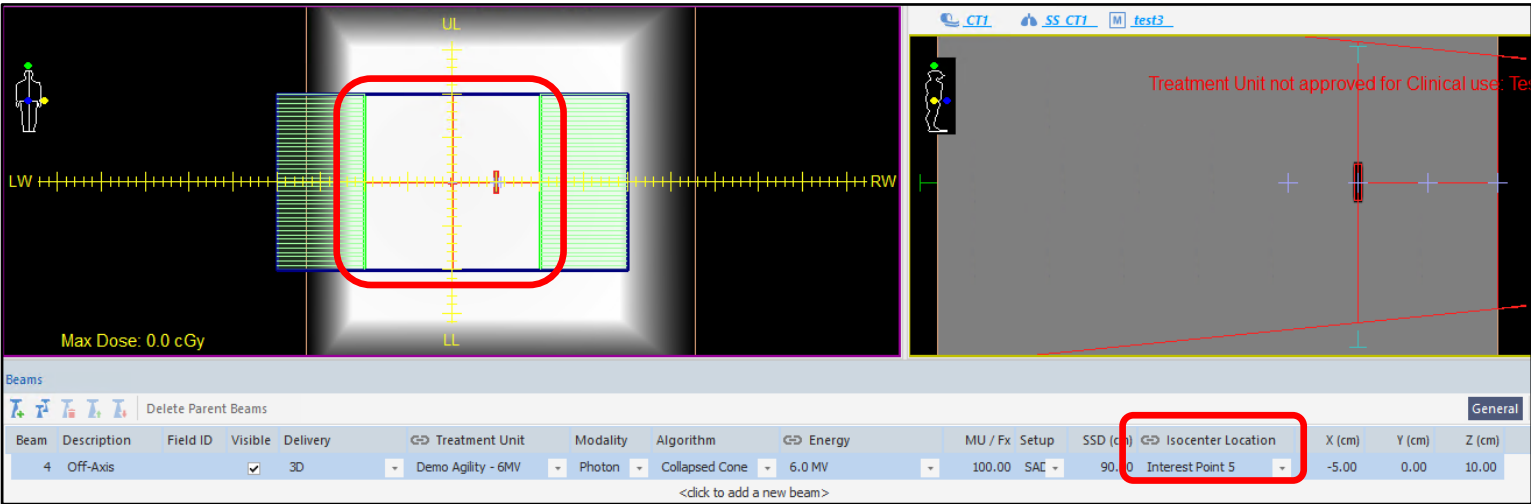 UL
LW
RW
LL
Max Dose: 0.0 cGy
CT1 SS_CT1 M test3
Treatment Unit not approved for Clinical use: Te
Beams
Delete Parent Beams
General
Beam Description Field ID Visible Delivery Treatment Unit Modality Algorithm Energy MU / Fx Setup SSD (cm) Isocenter Location X (cm) Y (cm) Z (cm)
4 Off-Axis 3D Demo Agility - 6MV Photon Collapsed Cone 6.0 MV 100.00 SAD 90.00 Interest Point 5 -5.00 0.00 10.00
<click to add a new beam>